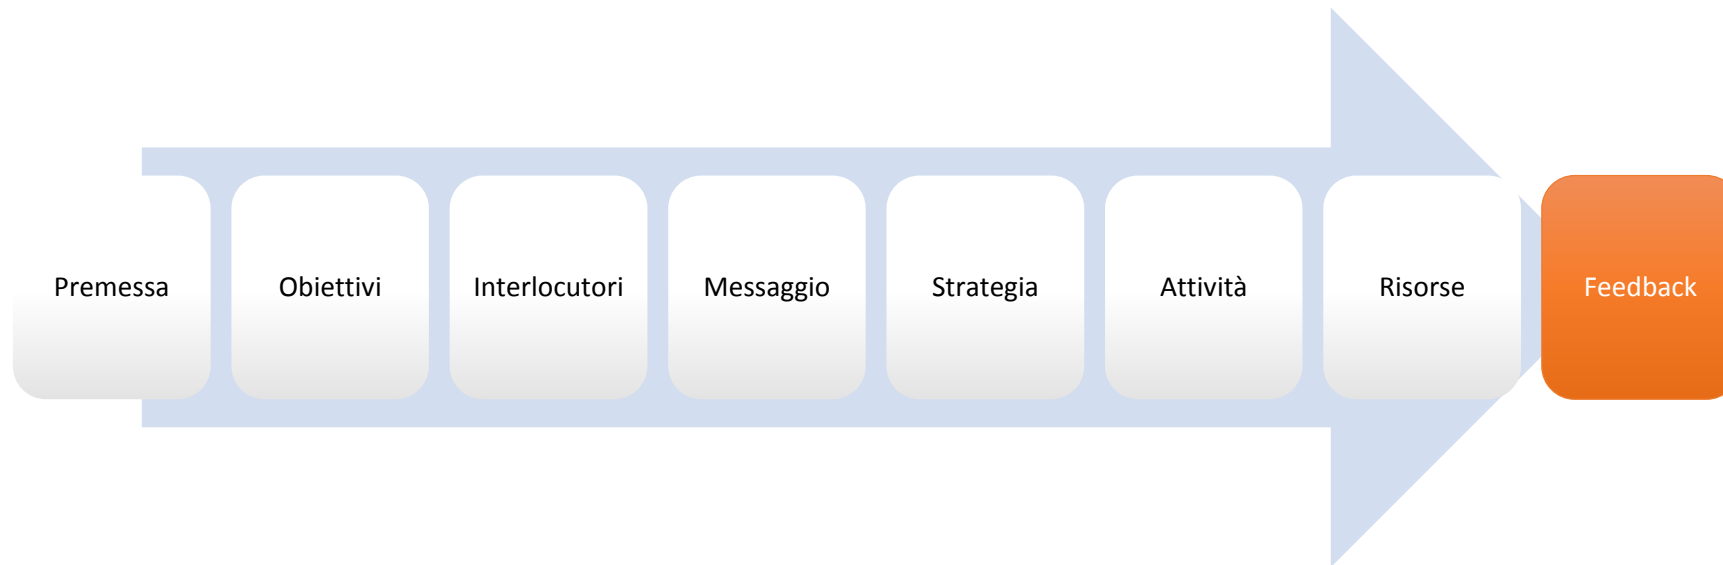 Premessa
Obiettivi
Interlocutori
Messaggio
Strategia
Attività
Risorse
Feedback